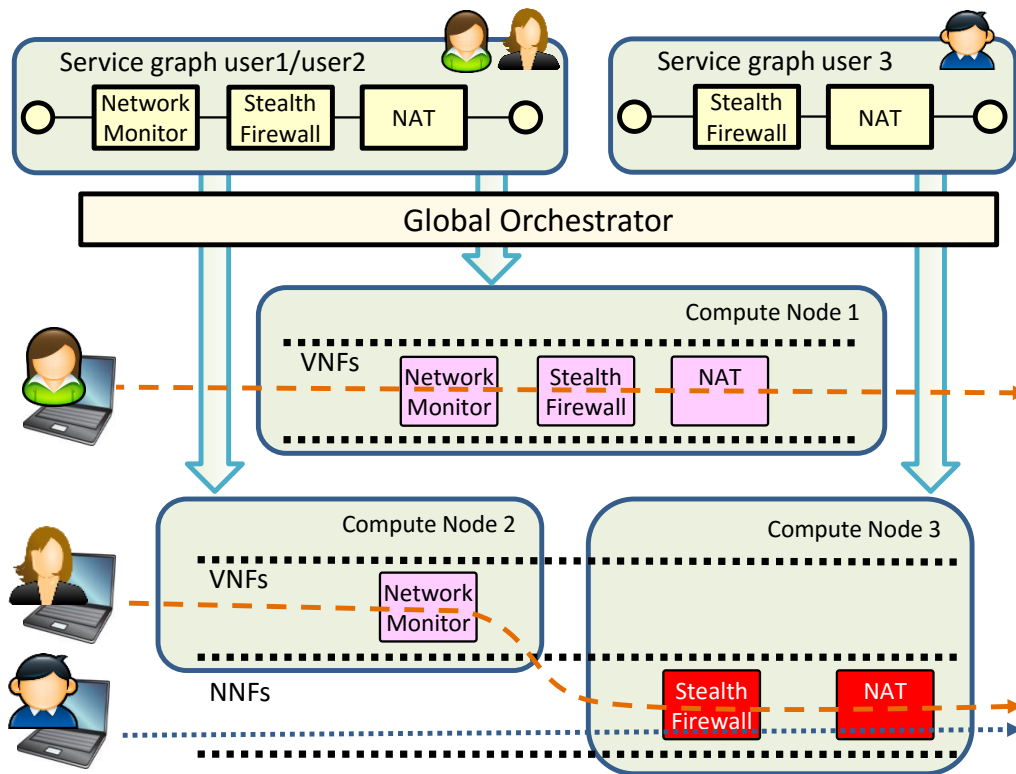 Service graph user1/user2
Network
Monitor
Stealth
Firewall
NAT
Service graph user 3
Stealth
Firewall
NAT
Global Orchestrator
Compute Node 1
VNFs
Network
Monitor
Stealth
Firewall
NAT
Compute Node 2
VNFs
Network
Monitor
NNFs
Compute Node 3
Stealth
Firewall
NAT